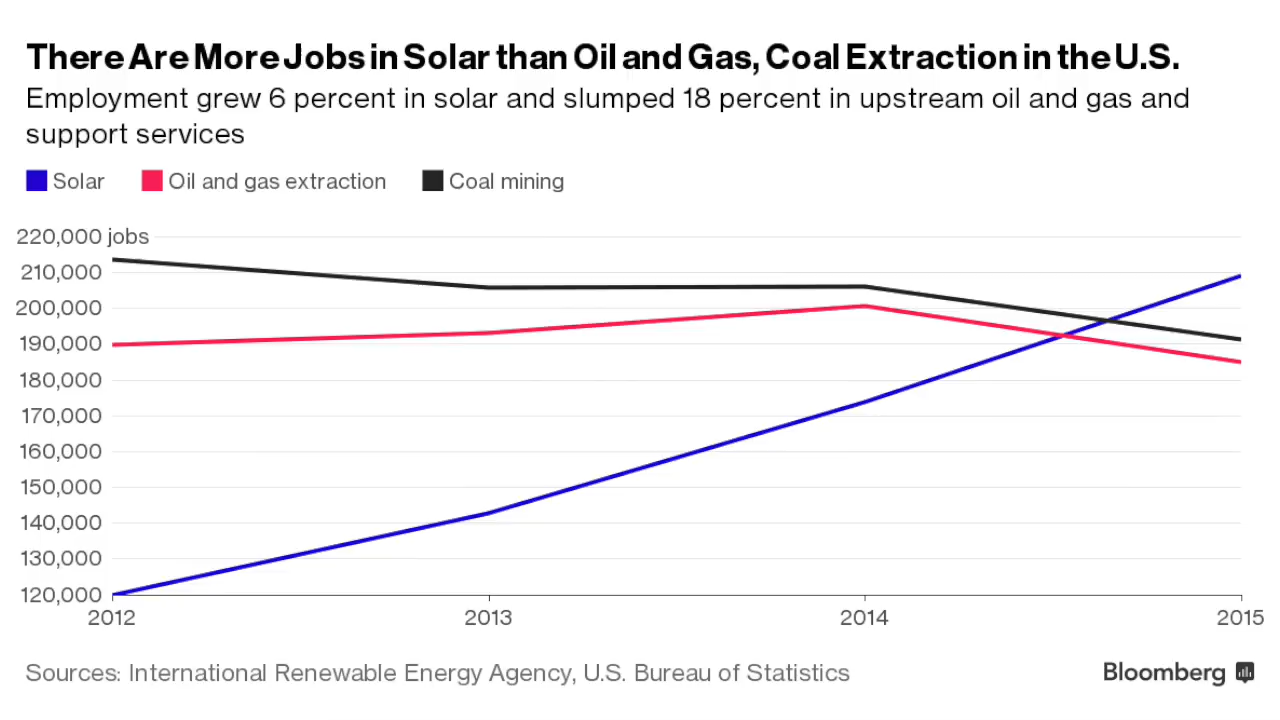 There Are More Jobs in Solar than Oil and Gas, Coal Extraction in the U.S.
Employment grew 6 percent in solar and slumped 18 percent in upstream oil and gas and
support services
Solar Oil and gas extraction Coal mining
220,000 jobs
210,000
200,000
190,000
180,000
170,000
160,000
150,000
140,000
130,000
120,000
2012 2013 2014 2015
Sources: International Renewable Energy Agency, U.S. Bureau of Statistics
Bloomberg